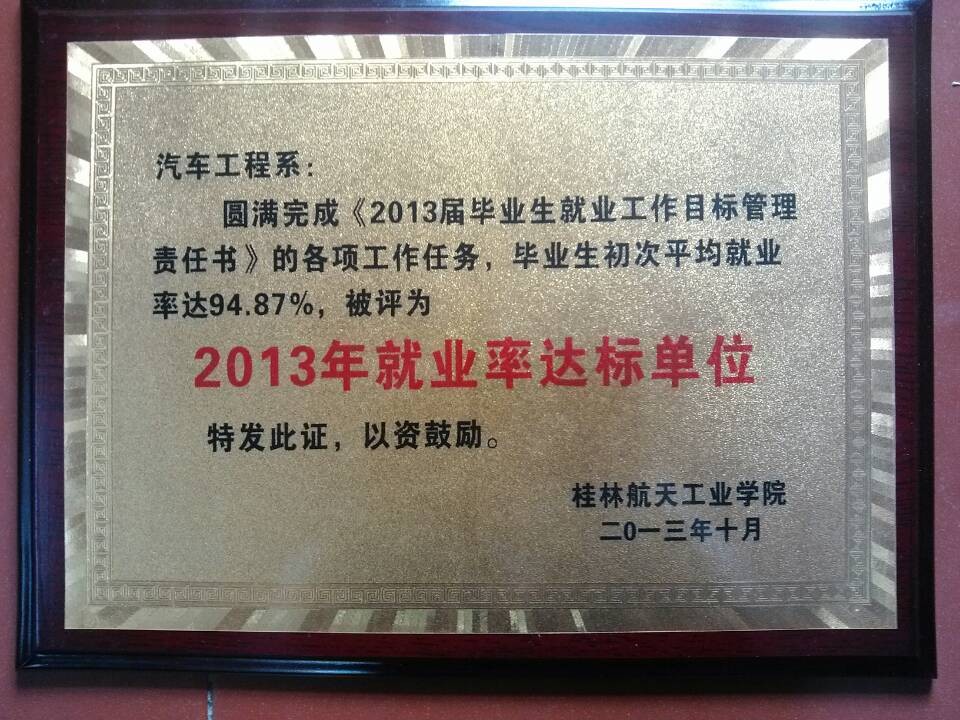 汽车工程系：
圆满完成《2013届毕业生就业工作目标管理
责任书》的各项工作任务，毕业生初次平均就业
率达94.87%，被评为
2013年就业率达标单位
特发此证，以资鼓励。
桂林航天工业学院
二0一三年十月